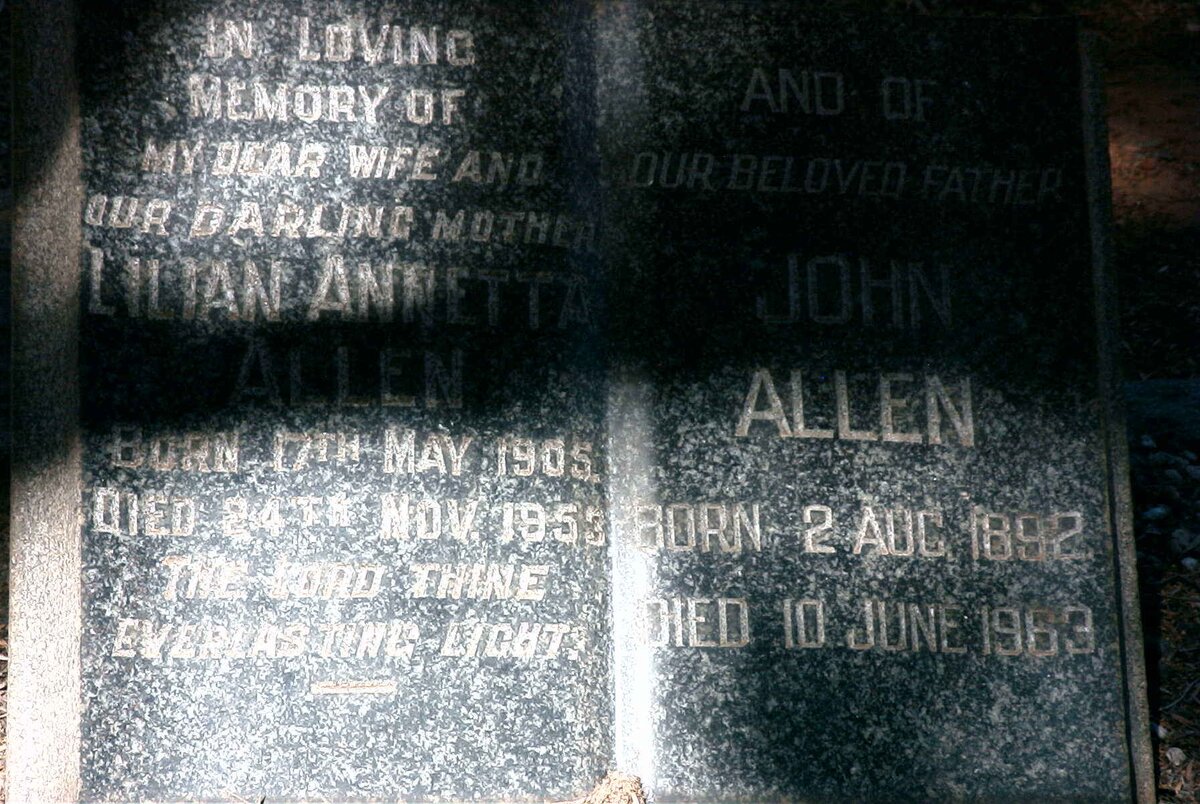 IN LOVING
MEMORY OF
MY DEAR WIFE AND
OUR DARLING MOTHER
LILIAN ANNETTA
ALLEN
BORN 17TH MAY 1905.
DIED 24TH NOV. 1953
THE LORD THINE
EVERLASTING LIGHT.
AND OF
OUR BELOVED FATHER
JOHN
ALLEN
BORN 2 AUG 1892
DIED 10 JUNE 1963